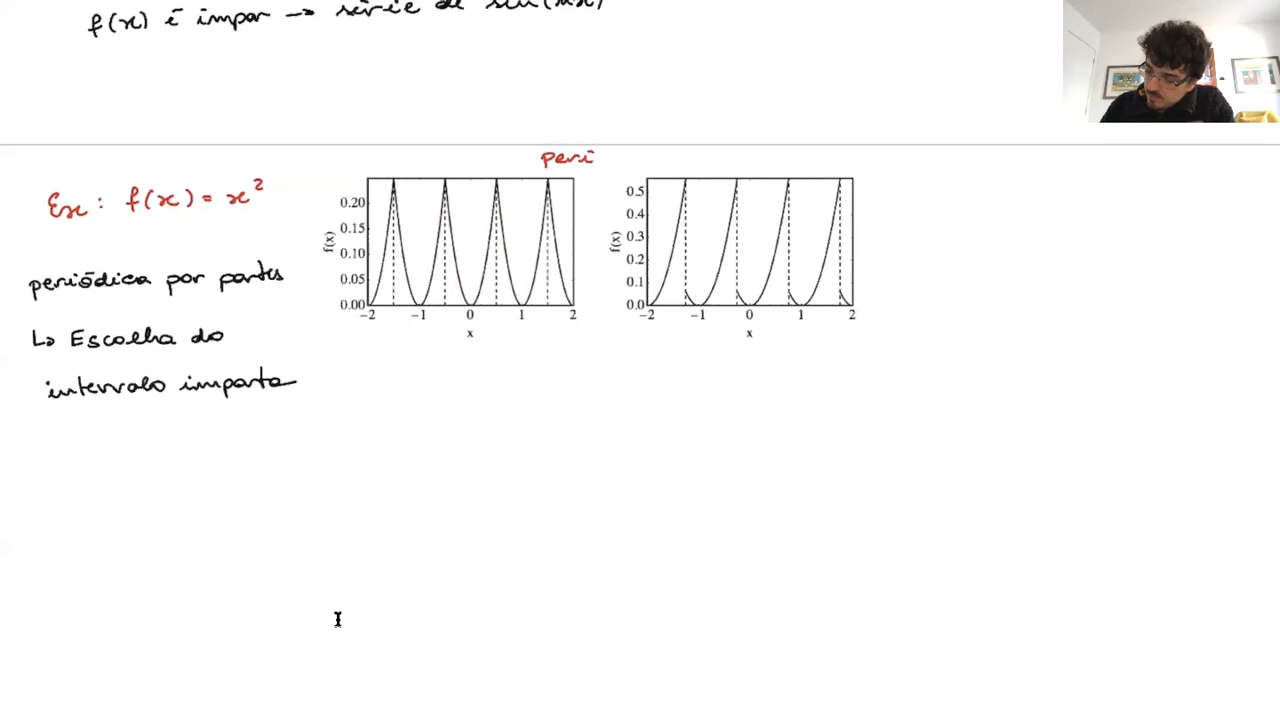 f(x) é impar → série de sen(nx)
peri
Ex: f(x) = x²
periódica por partes
↳ Escolha do
intervalo importa
f(x)
0.20
0.15
0.10
0.05
0.00
−2 −1 0 1 2
x
f(x)
0.5
0.4
0.3
0.2
0.1
0.0
−2 −1 0 1 2
x